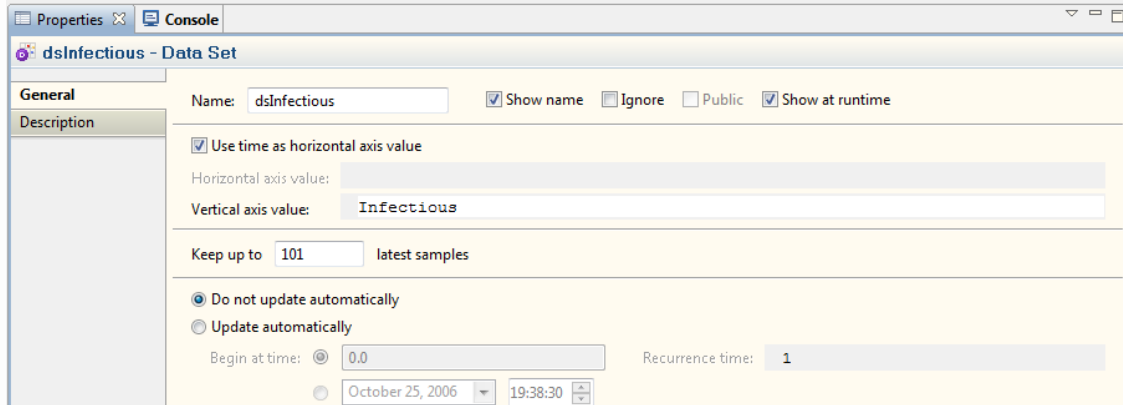 Properties Console
dsInfectious - Data Set
General
Description
Name: dsInfectious Show name Ignore Public Show at runtime
Use time as horizontal axis value
Horizontal axis value:
Vertical axis value: Infectious
Keep up to 101 latest samples
Do not update automatically
Update automatically
Begin at time: 0.0 Recurrence time: 1
October 25, 2006 19:38:30